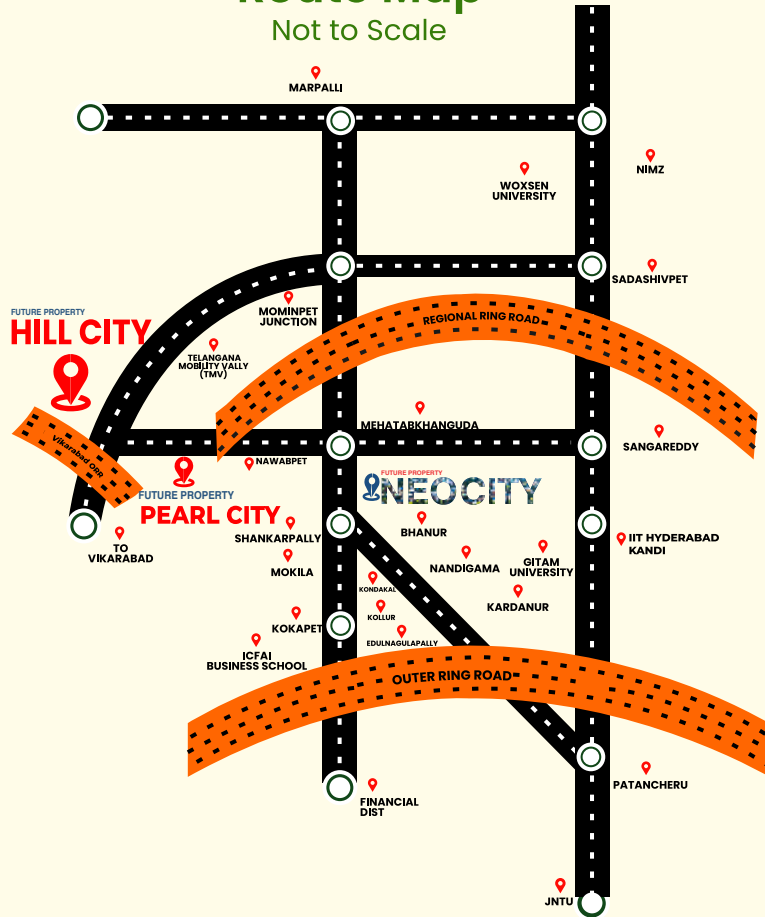 Route Map
Not to Scale
MARPALLI
NIMZ
WOXSEN
UNIVERSITY
SADASHIVPET
MOMINPET
JUNCTION
FUTURE PROPERTY
HILL CITY
REGIONAL RING ROAD
TELANGANA
MOBILITY VALLY
(TMV)
MEHATABKHANGUDA
SANGAREDDY
Vikarabad ORR
NAWABPET
FUTURE PROPERTY
PEARL CITY
FUTURE PROPERTY
NEOCITY
SHANKARPALLY
BHANUR
IIT HYDERABAD
KANDI
TO
VIKARABAD
MOKILA
NANDIGAMA
GITAM
UNIVERSITY
KONDAKAL
KARDANUR
KOLLUR
KOKAPET
EDULNAGULAPALLY
ICFAI
BUSINESS SCHOOL
OUTER RING ROAD
PATANCHERU
FINANCIAL
DIST
JNTU